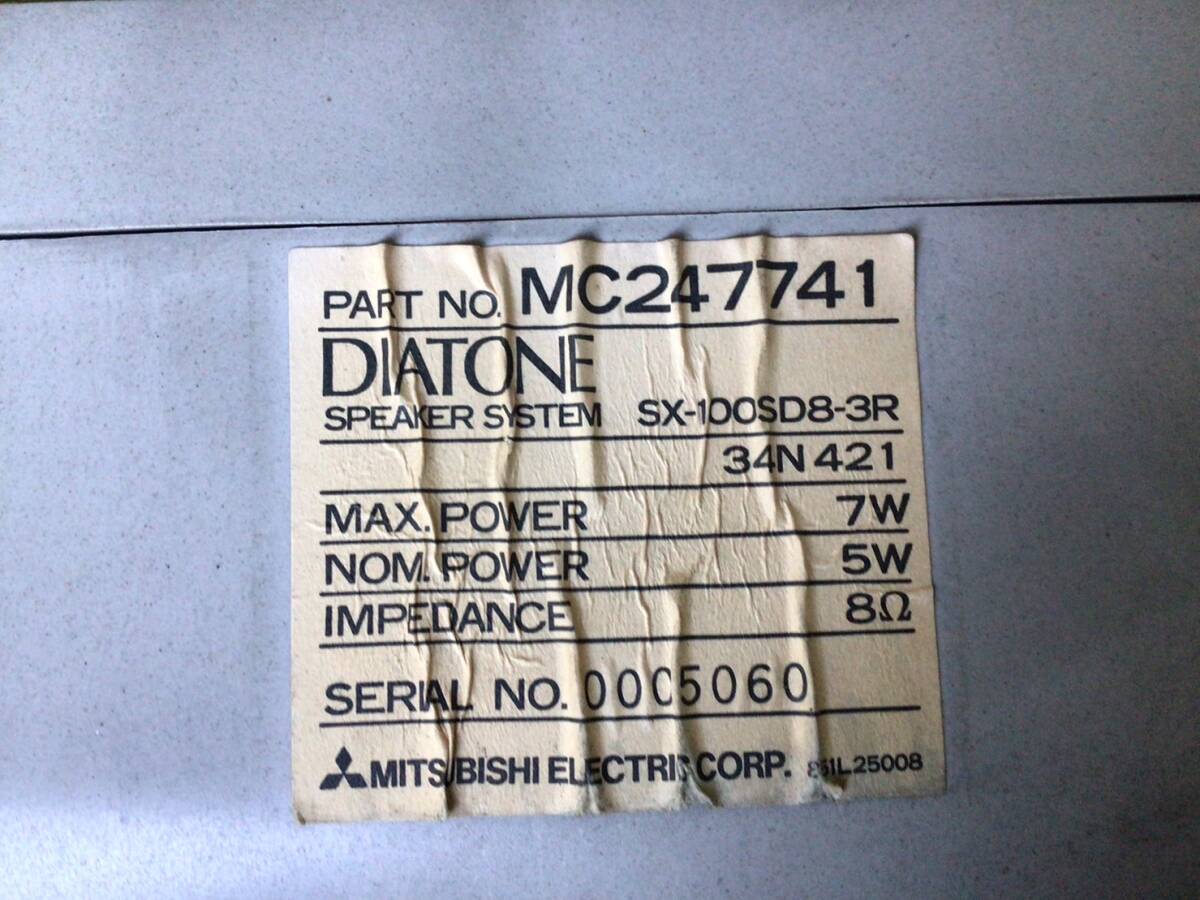 PART NO. MC247741
DIATONE
SPEAKER SYSTEM SX-100SD8-3R
34N 421
MAX. POWER 7W
NOM. POWER 5W
IMPEDANCE 8Ω
SERIAL NO. 0005060
MITSUBISHI ELECTRIC CORP.